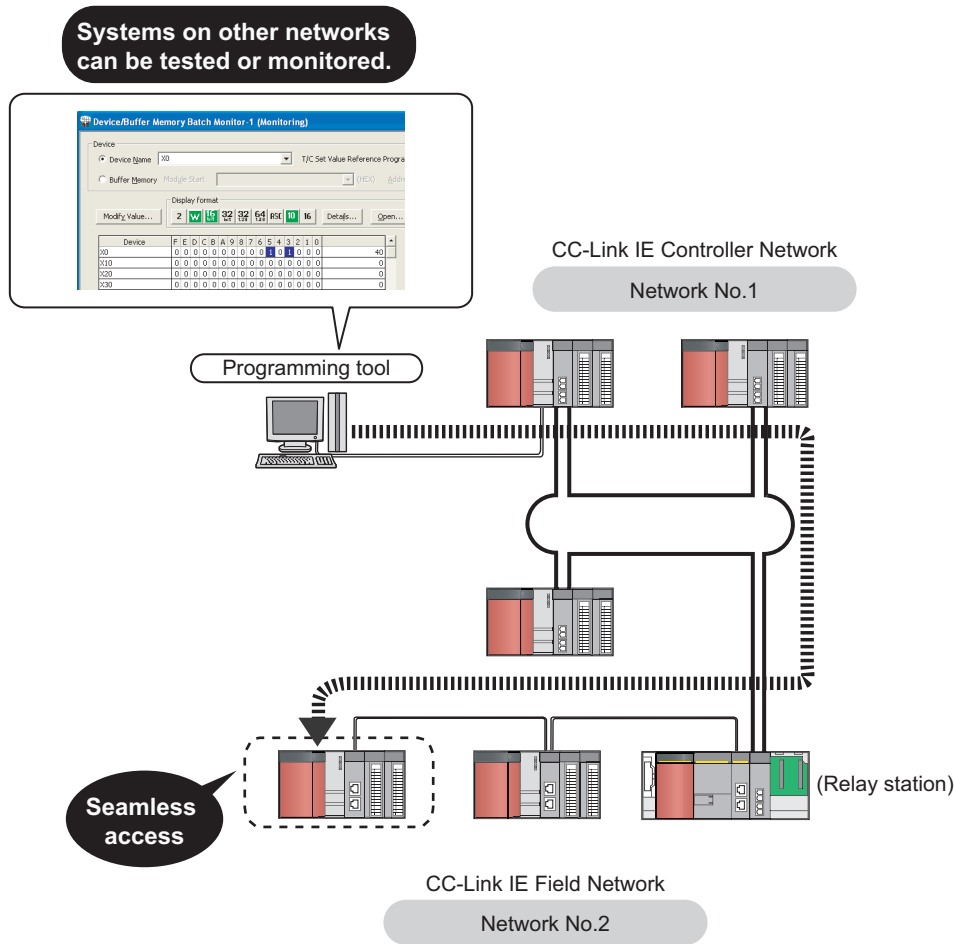 Systems on other networks
can be tested or monitored.
Device/Buffer Memory Batch Monitor-1 (Monitoring)
Device
Device Name X0 T/C Set Value Reference Progra
Buffer Memory Module Start (HEX) Addre
Display format
Modify Value... 2 W 32 32 64 ASC 10 16 Details... Open...
Device F E D C B A 9 8 7 6 5 4 3 2 1 0
X0 0 0 0 0 0 0 0 0 0 0 1 0 1 0 0 0 40
X10 0 0 0 0 0 0 0 0 0 0 0 0 0 0 0 0 0
X20 0 0 0 0 0 0 0 0 0 0 0 0 0 0 0 0 0
X30 0 0 0 0 0 0 0 0 0 0 0 0 0 0 0 0 0
CC-Link IE Controller Network
Network No.1
Programming tool
(Relay station)
Seamless
access
CC-Link IE Field Network
Network No.2